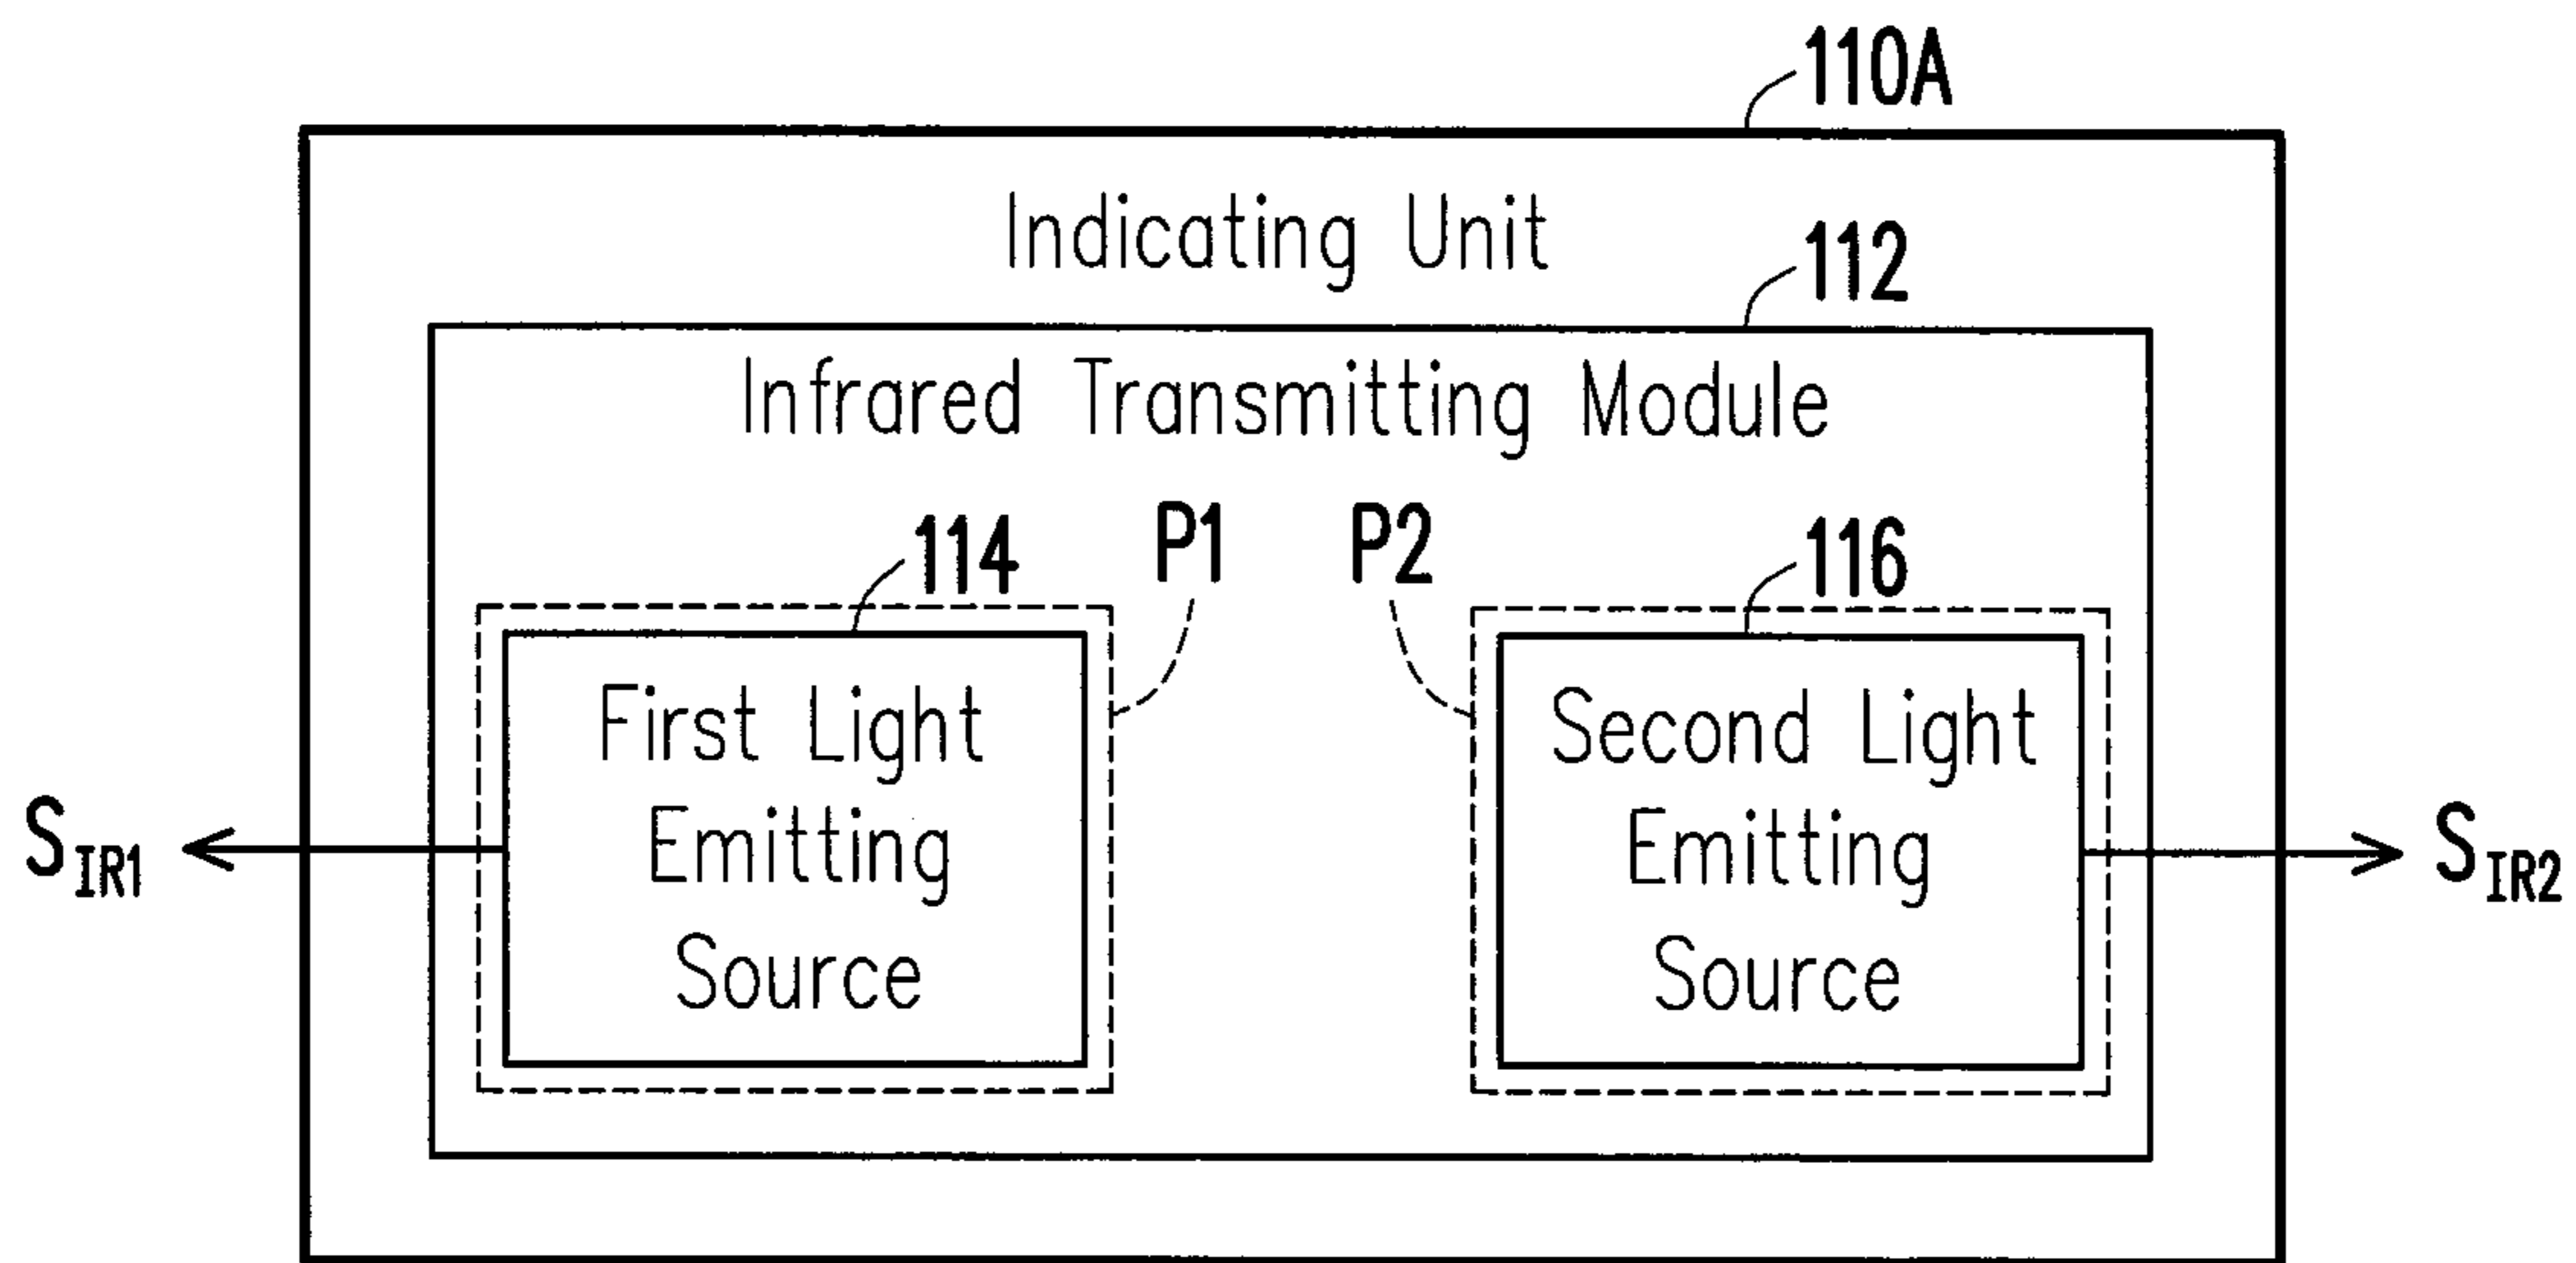 110A
Indicating Unit
112
Infrared Transmitting Module
114
P1
P2
116
First Light
Emitting
Source
Second Light
Emitting
Source
S_IR1
S_IR2